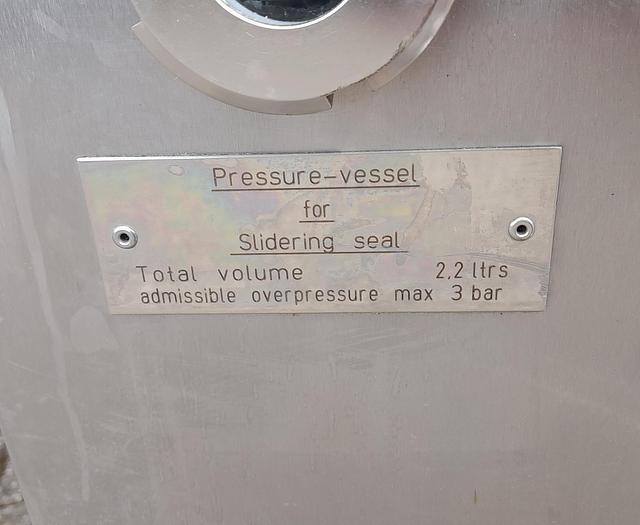 Pressure-vessel
for
Slidering seal
Total volume 2,2 ltrs
admissible overpressure max 3 bar